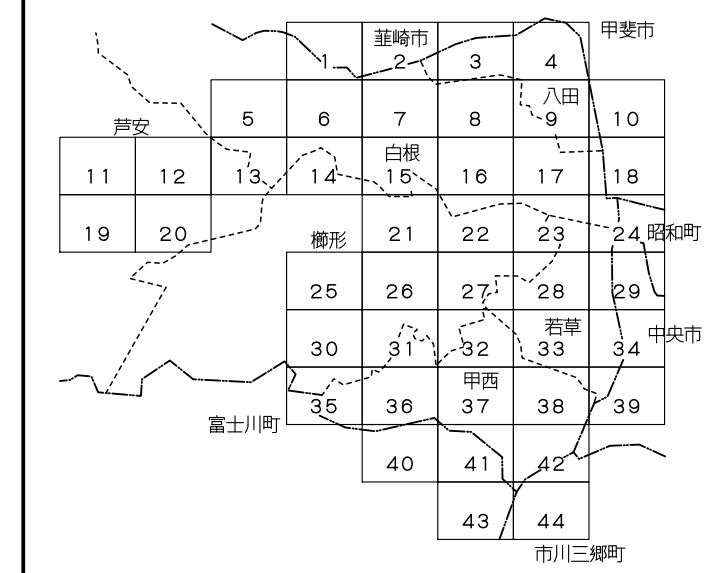 韮崎市
甲斐市
1 2 3 4
八田
5 6 7 8 9 10
芦安
白根
11 12 13 14 15 16 17 18
19 20 21 22 23 24 昭和町
櫛形
25 26 27 28 29
若草
中央市
30 31 32 33 34
甲西
35 36 37 38 39
富士川町
40 41 42
43 44
市川三郷町